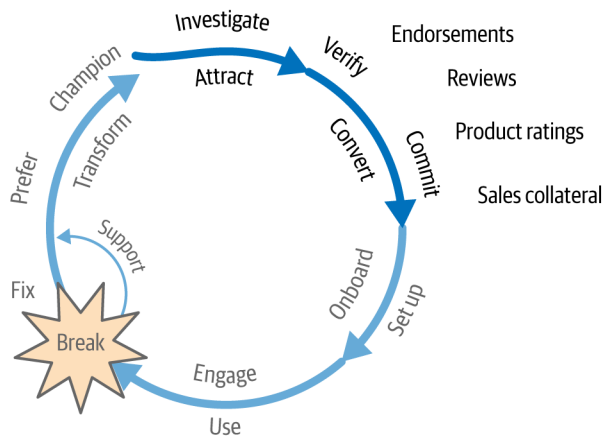 Investigate
Attract
Verify
Convert
Commit
Endorsements
Reviews
Product ratings
Sales collateral
Onboard
Set up
Engage
Use
Break
Fix
Support
Prefer
Transform
Champion